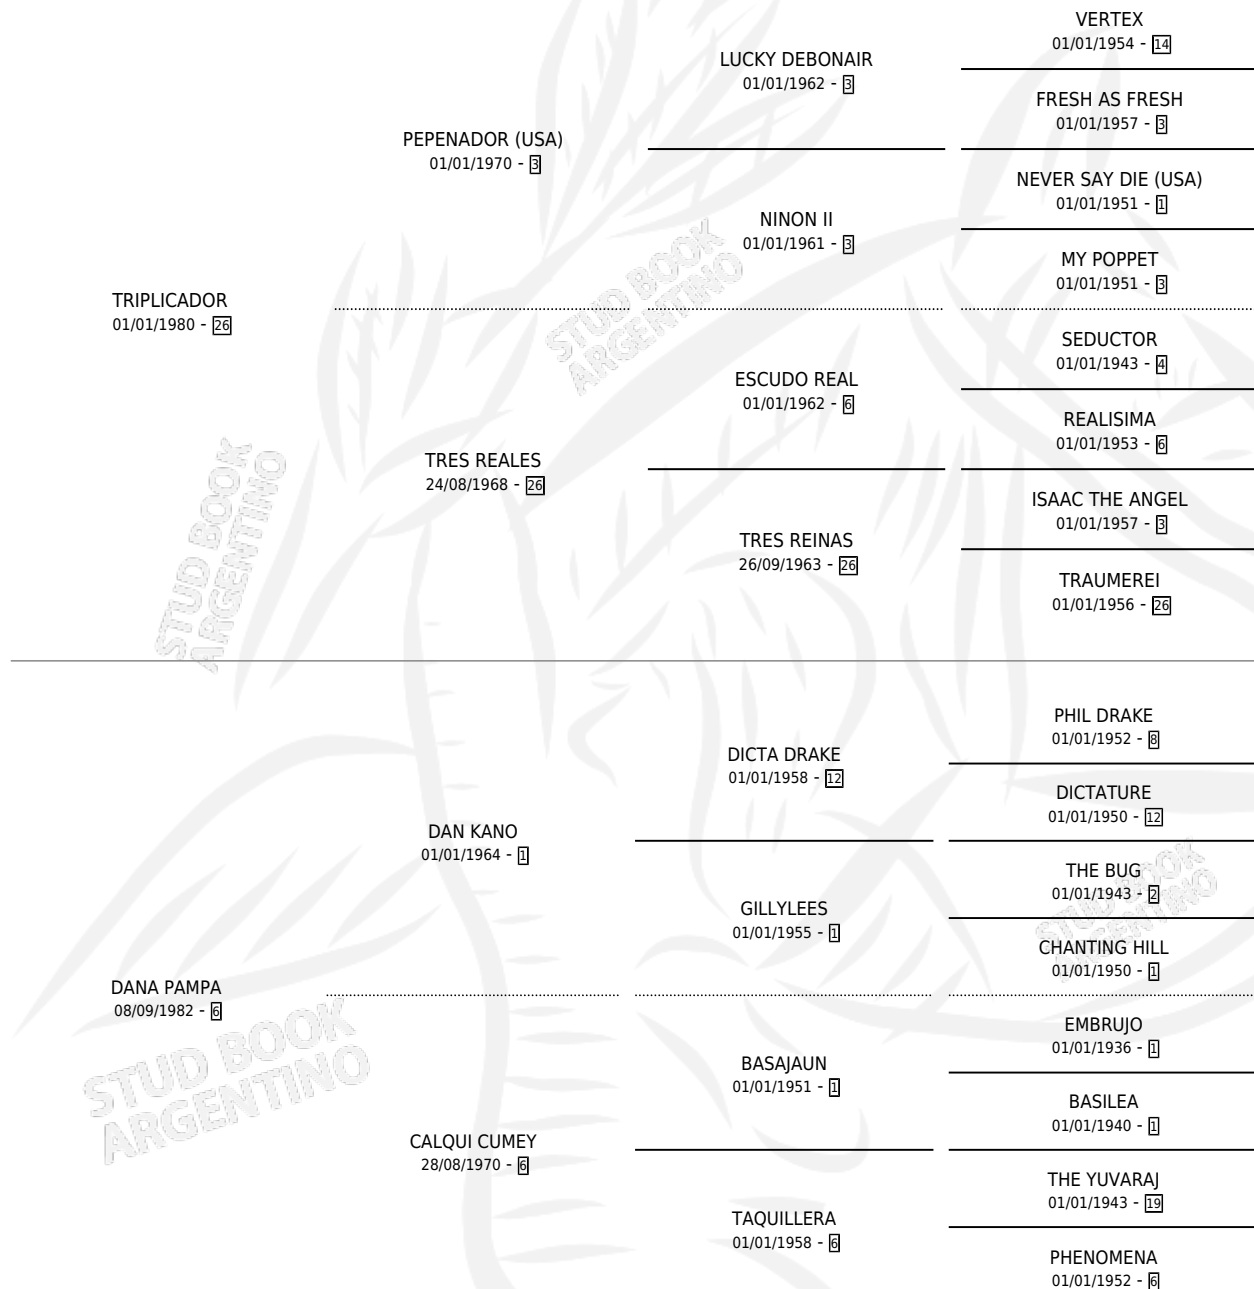 VERTEX
01/01/1954 - 14
LUCKY DEBONAIR
01/01/1962 - 3
FRESH AS FRESH
01/01/1957 - 3
PEPENADOR (USA)
01/01/1970 - 3
NEVER SAY DIE (USA)
01/01/1951 - 1
NINON II
01/01/1961 - 3
MY POPPET
01/01/1951 - 3
TRIPLICADOR
01/01/1980 - 26
SEDUCTOR
01/01/1943 - 4
ESCUDO REAL
01/01/1962 - 6
REALISIMA
01/01/1953 - 6
TRES REALES
24/08/1968 - 26
ISAAC THE ANGEL
01/01/1957 - 3
TRES REINAS
26/09/1963 - 26
TRAUMEREI
01/01/1956 - 26
PHIL DRAKE
01/01/1952 - 8
DICTA DRAKE
01/01/1958 - 12
DICTATURE
01/01/1950 - 12
DAN KANO
01/01/1964 - 1
THE BUG
01/01/1943 - 2
GILLYLEES
01/01/1955 - 1
CHANTING HILL
01/01/1950 - 1
DANA PAMPA
08/09/1982 - 6
EMBRUJO
01/01/1936 - 1
BASAJAUN
01/01/1951 - 1
BASILEA
01/01/1940 - 1
CALQUI CUMEY
28/08/1970 - 6
THE YUVARAJ
01/01/1943 - 19
TAQUILLERA
01/01/1958 - 6
PHENOMENA
01/01/1952 - 6
STUD BOOK
ARGENTINO
STUD BOOK
ARGENTINO
STUD BOOK
ARGENTINO
STUD BOOK
ARGENTINO